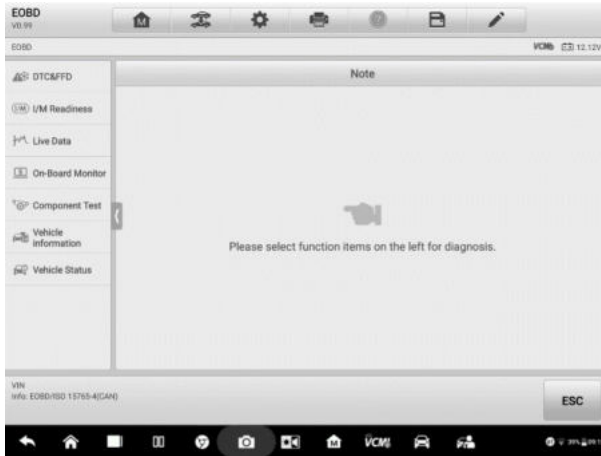 EOBD
V0.99
EOBD
VCMI 12.12V
DTC&FFD
Note
I/M Readiness
Live Data
On-Board Monitor
Component Test
Vehicle
information
Vehicle Status
Please select function items on the left for diagnosis.
VIN
Info: EOBD/ISO 15765-4(CAN)
ESC
VCMI